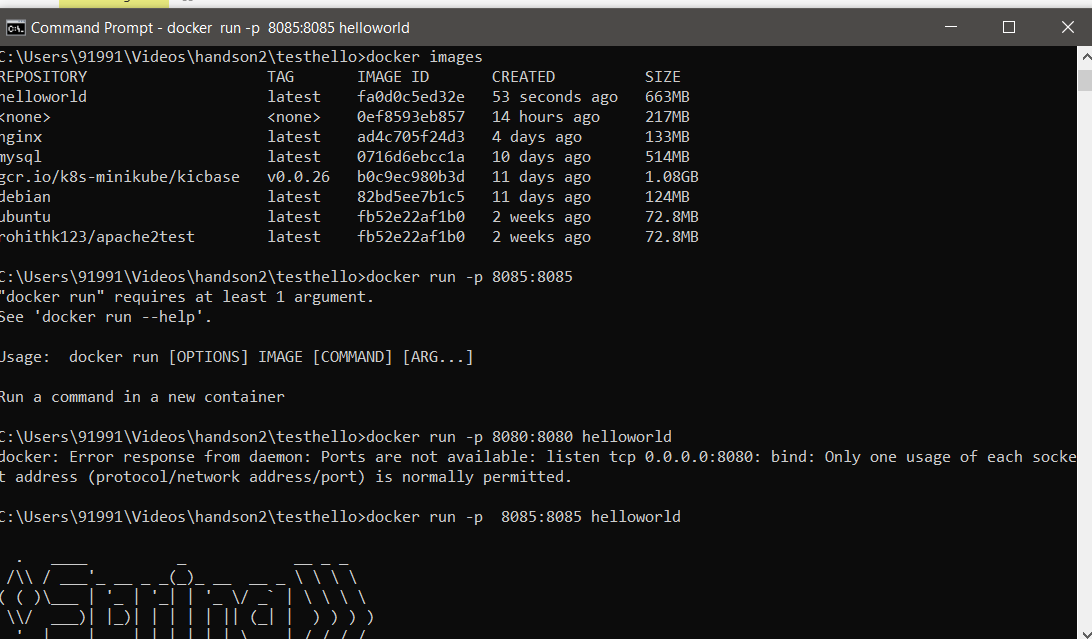 Command Prompt - docker  run -p  8085:8085 helloworld
C:\Users\91991\Videos\handson2\testhello>docker images
REPOSITORY                    TAG       IMAGE ID       CREATED          SIZE
helloworld                    latest    fa0d0c5ed32e   53 seconds ago   663MB
<none>                        <none>    0ef8593eb857   14 hours ago     217MB
nginx                         latest    ad4c705f24d3   4 days ago       133MB
mysql                         latest    0716d6ebcc1a   10 days ago      514MB
gcr.io/k8s-minikube/kicbase   v0.0.26   b0c9ec980b3d   11 days ago      1.08GB
debian                        latest    82bd5ee7b1c5   11 days ago      124MB
ubuntu                        latest    fb52e22af1b0   2 weeks ago      72.8MB
rohithk123/apache2test        latest    fb52e22af1b0   2 weeks ago      72.8MB
C:\Users\91991\Videos\handson2\testhello>docker run -p 8085:8085
"docker run" requires at least 1 argument.
See 'docker run --help'.
Usage:  docker run [OPTIONS] IMAGE [COMMAND] [ARG...]
Run a command in a new container
C:\Users\91991\Videos\handson2\testhello>docker run -p 8080:8080 helloworld
docker: Error response from daemon: Ports are not available: listen tcp 0.0.0.0:8080: bind: Only one usage of each socke
t address (protocol/network address/port) is normally permitted.
C:\Users\91991\Videos\handson2\testhello>docker run -p  8085:8085 helloworld
Spring